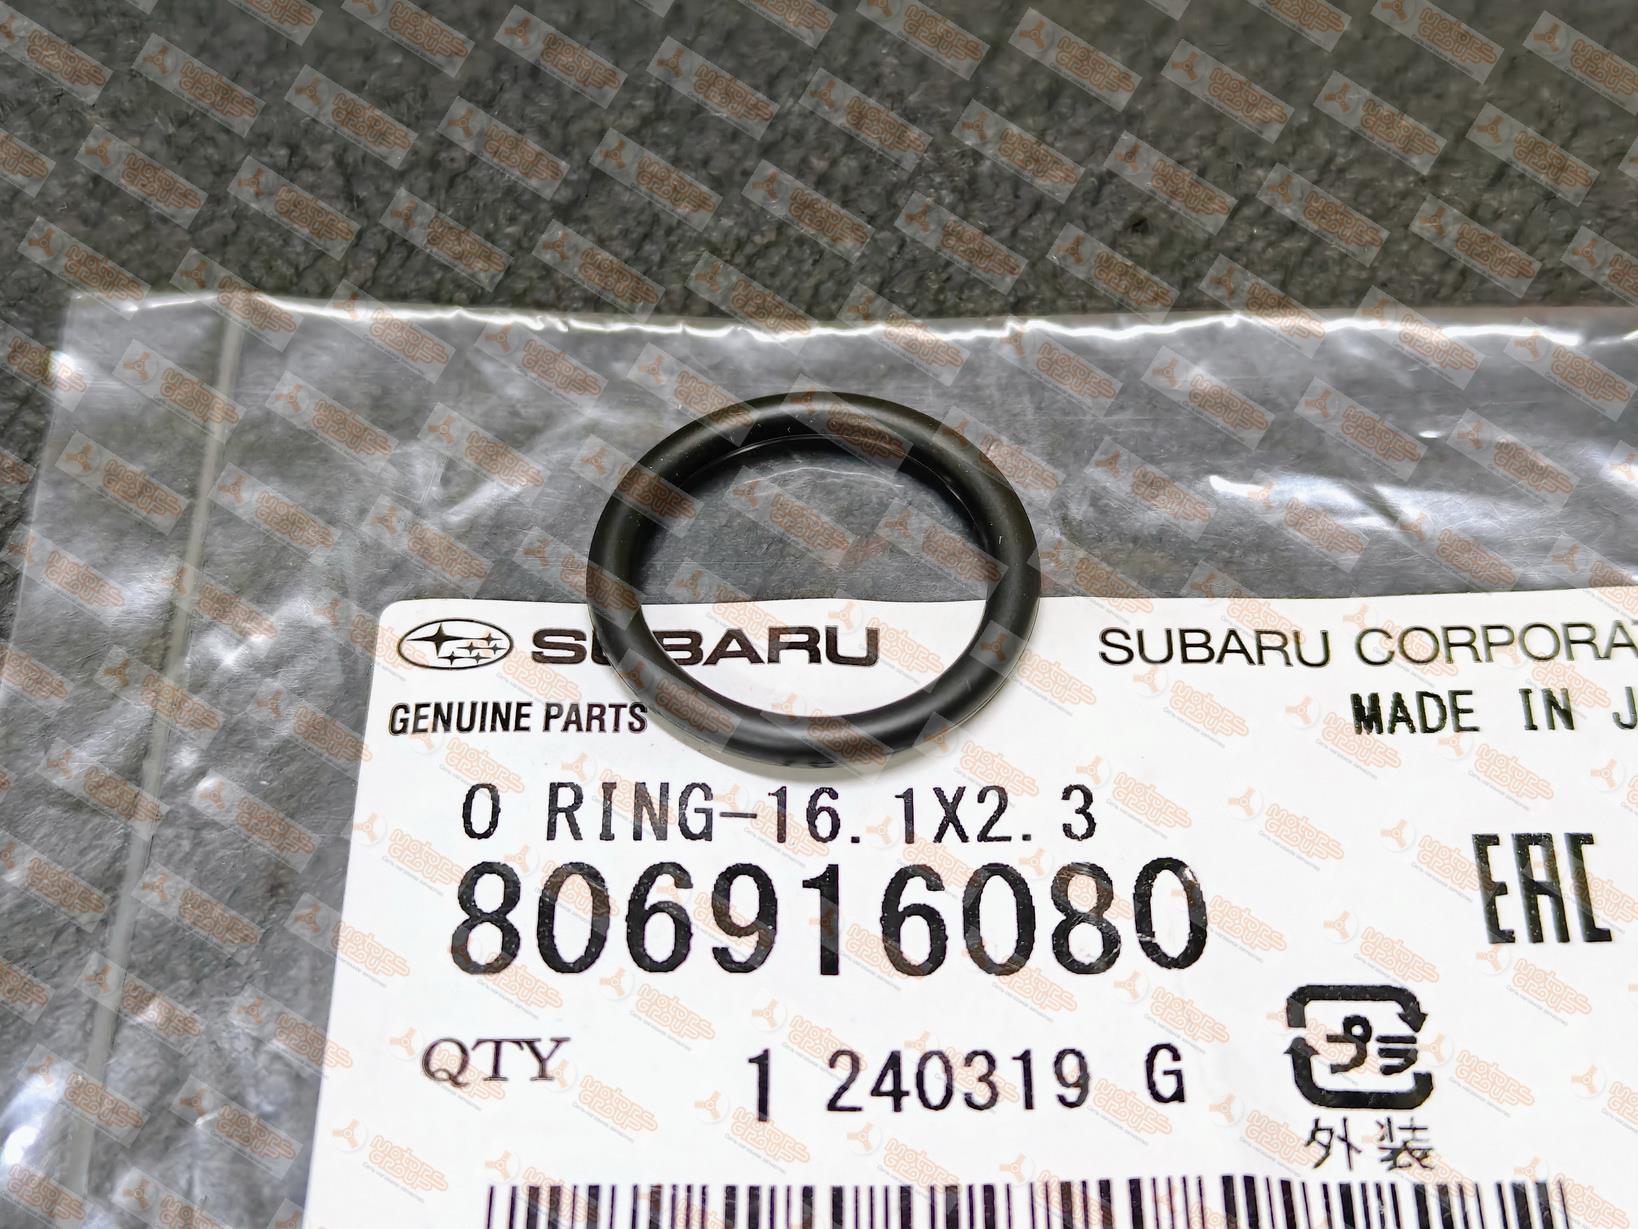 SUBARU
SUBARU CORPORA
GENUINE PARTS
MADE IN J
O RING-16.1X2.3
806916080
EAC
QTY 1 240319 G
プラ
外装